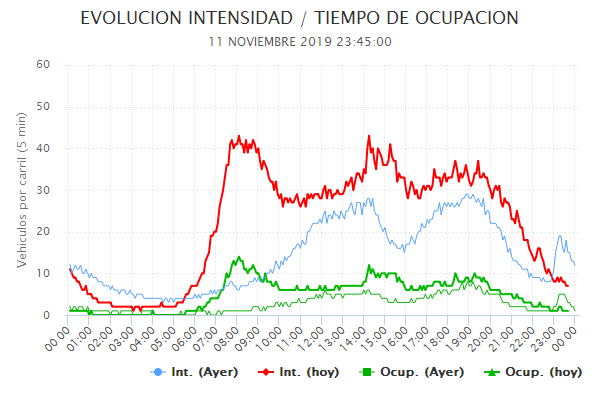 EVOLUCION INTENSIDAD / TIEMPO DE OCUPACION
11 NOVIEMBRE 2019 23:45:00
Vehiculos por carril (5 min)
60
50
40
30
20
10
0
00:00 01:00 02:00 03:00 04:00 05:00 06:00 07:00 08:00 09:00 10:00 11:00 12:00 13:00 14:00 15:00 16:00 17:00 18:00 19:00 20:00 21:00 22:00 23:00 00:00
Int. (Ayer) Int. (hoy) Ocup. (Ayer) Ocup. (hoy)